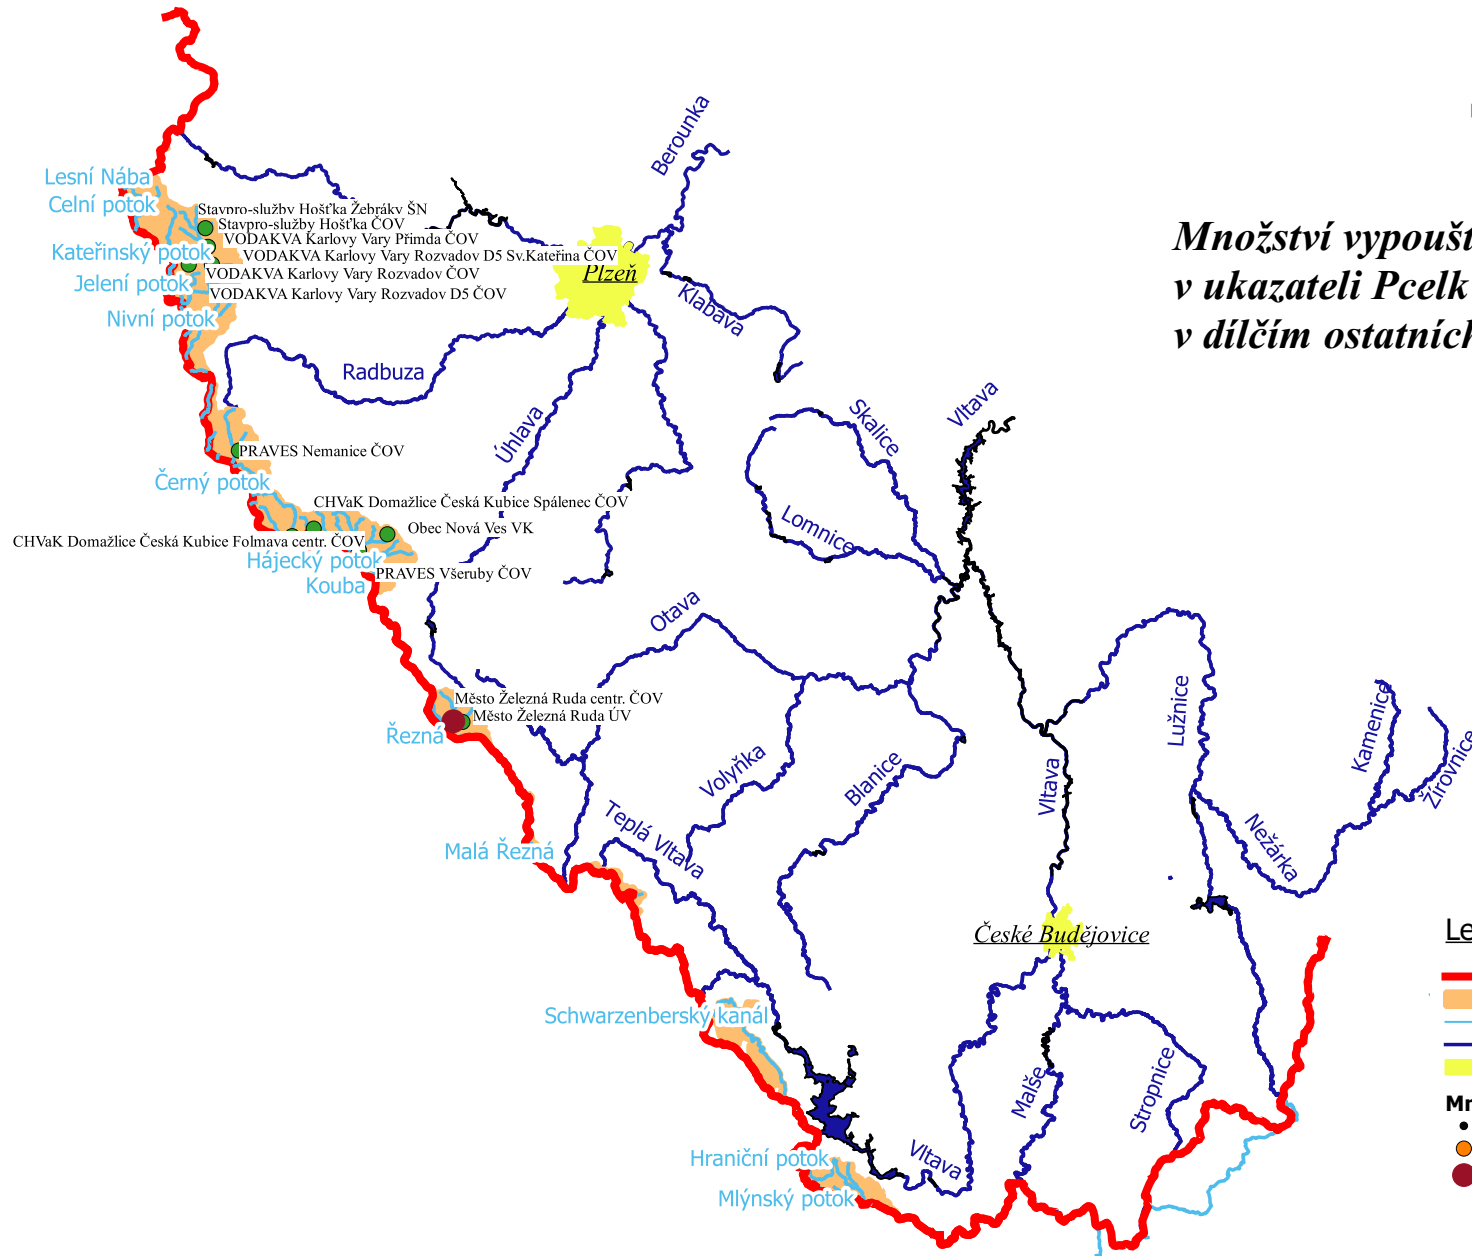 Berounka
Lesní Nába
Celní potok
Stavpro-služby Hošťka Žebráky ŠN
Stavpro-služby Hošťka ČOV
VODAKVA Karlovy Vary Přimda ČOV
Kateřinský potok
VODAKVA Karlovy Vary Rozvadov D5 Sv.Kateřina ČOV
VODAKVA Karlovy Vary Rozvadov ČOV
Plzeň
Jelení potok
VODAKVA Karlovy Vary Rozvadov D5 ČOV
Nivní potok
Klabava
Množství vypoušt
v ukazateli Pcelk
v dílčím ostatních
Radbuza
Úhlava
Skalice
Vltava
PRAVES Nemanice ČOV
Černý potok
CHVaK Domažlice Česká Kubice Spálenec ČOV
Obec Nová Ves VK
Lomnice
CHVaK Domažlice Česká Kubice Folmava centr. ČOV
Hájecký potok
PRAVES Všeruby ČOV
Kouba
Otava
Město Železná Ruda centr. ČOV
Město Železná Ruda ÚV
Řezná
Lužnice
Kamenice
Žirovnice
Volyňka
Blanice
Vltava
Teplá Vltava
Malá Řezná
Nežárka
České Budějovice
Le
Schwarzenberský kanál
Malše
Stropnice
Mr
Vltava
Hraniční potok
Mlýnský potok